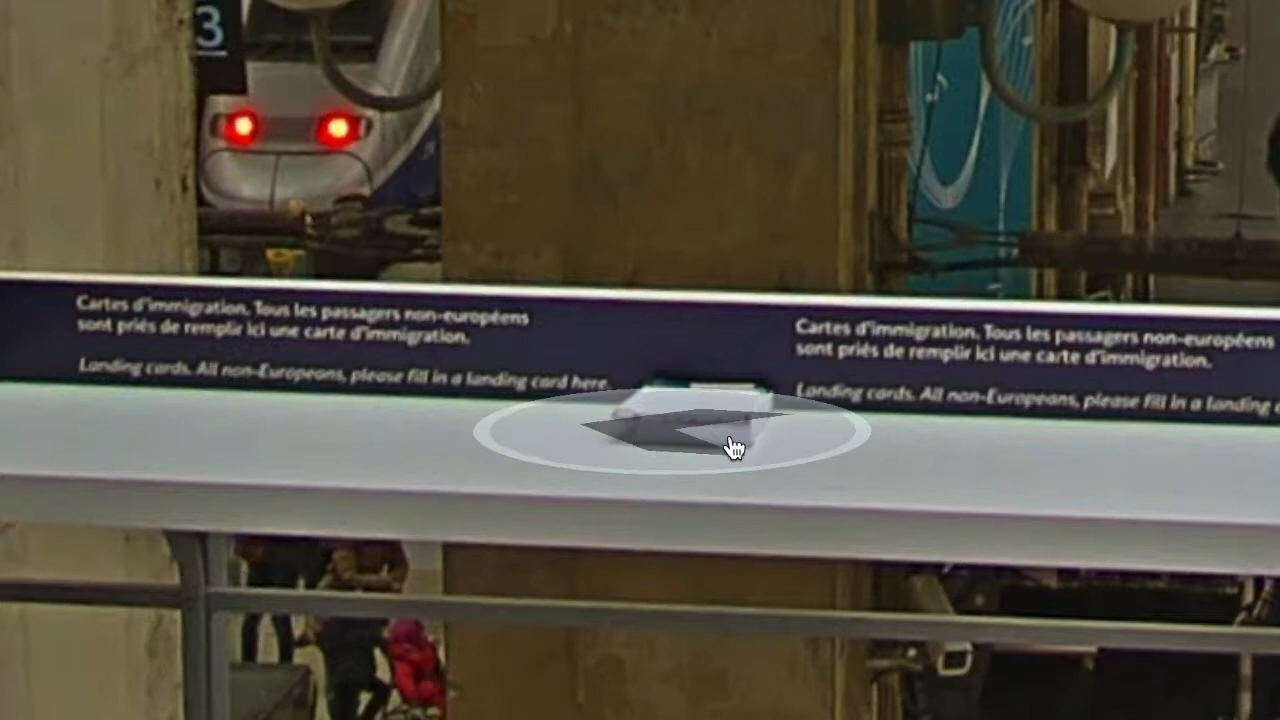 3
Cartes d'immigration. Tous les passagers non-européens
sont priés de remplir ici une carte d'immigration.
Landing cards. All non-Europeans, please fill in a landing card here.
Cartes d'immigration. Tous les passagers non-européens
sont priés de remplir ici une carte d'immigration.
Landing cards. All non-Europeans, please fill in a landing c